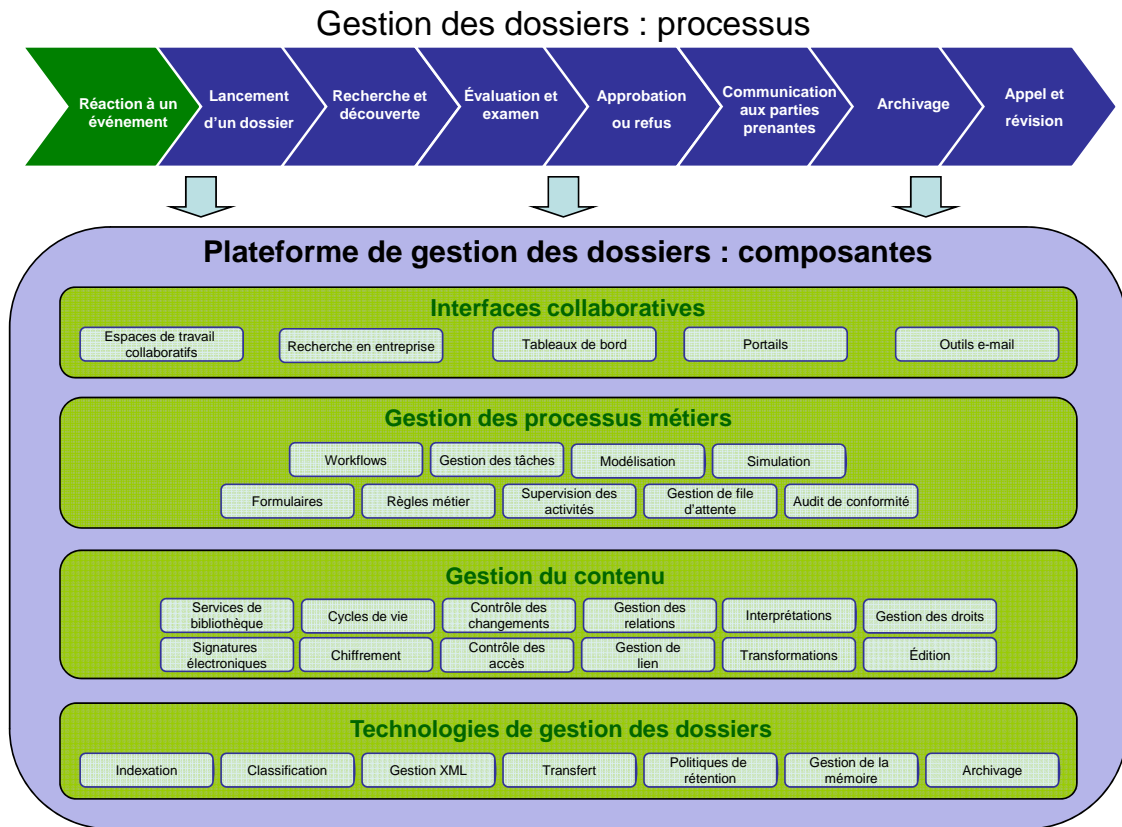 Gestion des dossiers : processus
Réaction à un
événement
Lancement
d'un dossier
Recherche et
découverte
Évaluation et
examen
Approbation
ou refus
Communication
aux parties
prenantes
Archivage
Appel et
révision
Plateforme de gestion des dossiers : composantes
Interfaces collaboratives
Espaces de travail
collaboratifs
Recherche en entreprise
Tableaux de bord
Portails
Outils e-mail
Gestion des processus métiers
Workflows
Gestion des tâches
Modélisation
Simulation
Formulaires
Règles métier
Supervision des
activités
Gestion de file
d'attente
Audit de conformité
Gestion du contenu
Services de
bibliothèque
Cycles de vie
Contrôle des
changements
Gestion des
relations
Interprétations
Gestion des droits
Signatures
électroniques
Chiffrement
Contrôle des
accès
Gestion de
lien
Transformations
Édition
Technologies de gestion des dossiers
Indexation
Classification
Gestion XML
Transfert
Politiques de
rétention
Gestion de la
mémoire
Archivage